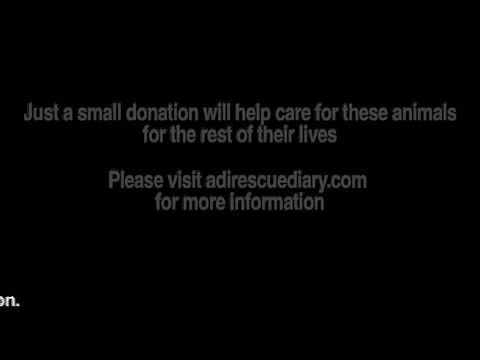 Just a small donation will help care for these animals
for the rest of their lives
Please visit adirescuediary.com
for more information
on.